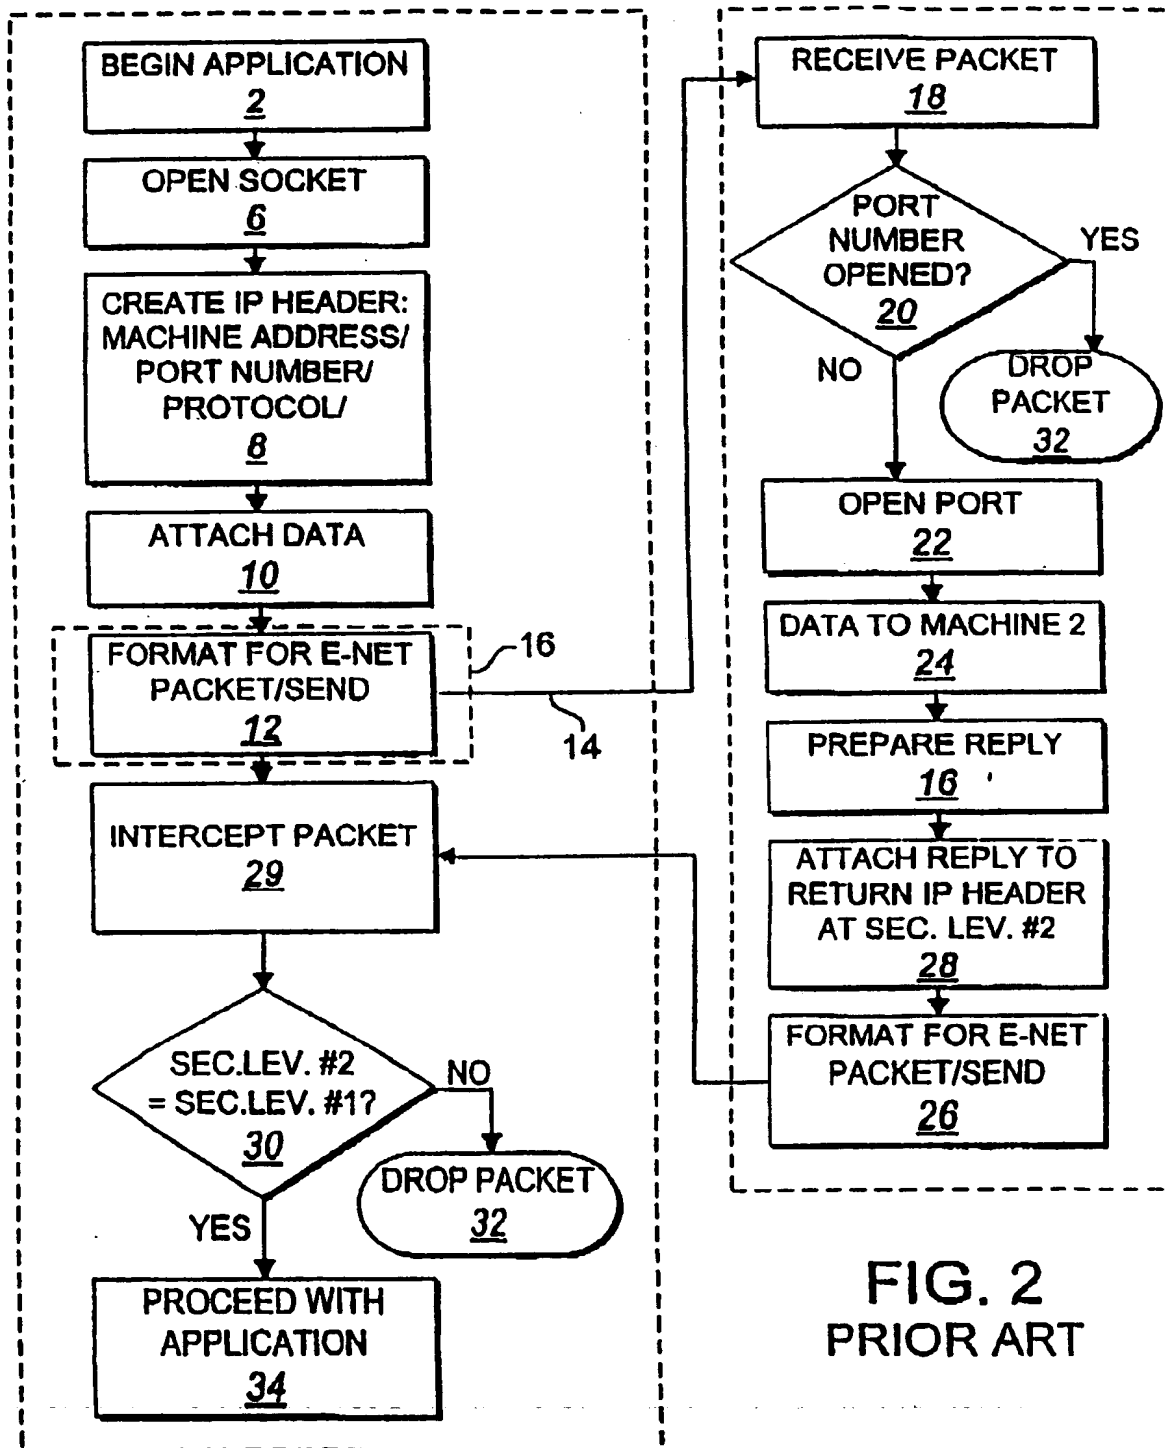 BEGIN APPLICATION
2
OPEN SOCKET
6
CREATE IP HEADER:
MACHINE ADDRESS/
PORT NUMBER/
PROTOCOL/
8
ATTACH DATA
10
FORMAT FOR E-NET
PACKET/SEND
12
16
14
INTERCEPT PACKET
29
SEC.LEV. #2
= SEC.LEV. #1?
30
NO
DROP PACKET
32
YES
PROCEED WITH
APPLICATION
34
RECEIVE PACKET
18
PORT
NUMBER
OPENED?
20
YES
NO
DROP
PACKET
32
OPEN PORT
22
DATA TO MACHINE 2
24
PREPARE REPLY
16
ATTACH REPLY TO
RETURN IP HEADER
AT SEC. LEV. #2
28
FORMAT FOR E-NET
PACKET/SEND
26
FIG. 2
PRIOR ART